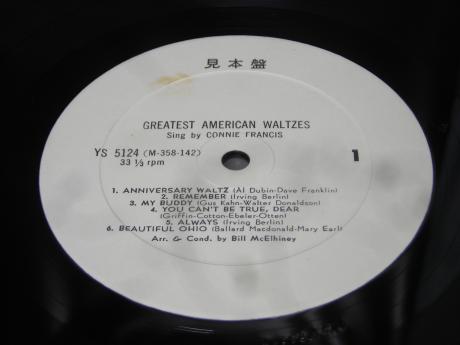 見本盤
GREATEST AMERICAN WALTZES
Sing by CONNIE FRANCIS
YS 5124 (M-358-142)
33 ⅓ rpm
1
1. ANNIVERSARY WALTZ (Al Dubin-Dave Franklin)
2. REMEMBER (Irving Berlin)
3. MY BUDDY (Gus Kahn-Walter Donaldson)
4. YOU CAN'T BE TRUE, DEAR
(Griffin-Cotton-Ebeler-Otten)
5. ALWAYS (Irving Berlin)
6. BEAUTIFUL OHIO (Ballard Macdonald-Mary Earl)
Arr. & Cond. by Bill McElhiney